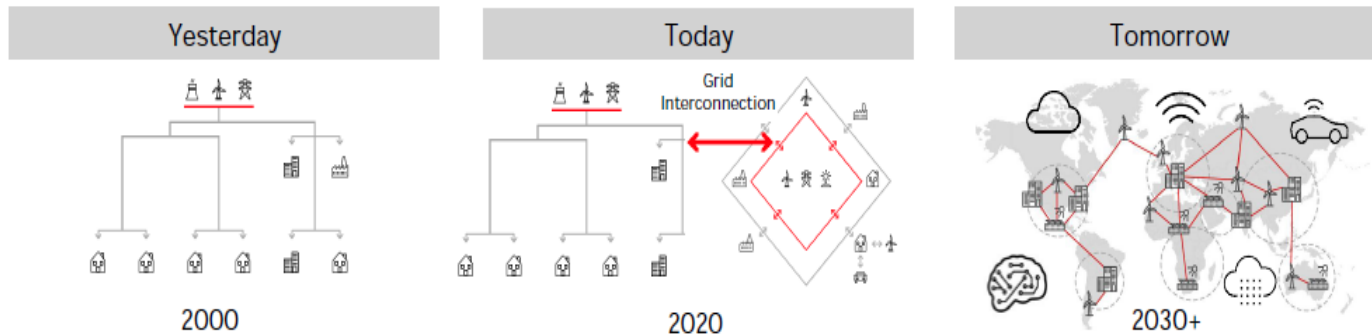 Yesterday
Today
Tomorrow
Grid
Interconnection
2000
2020
2030+